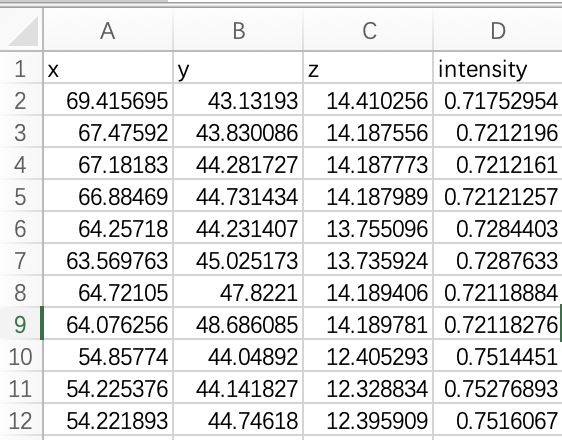 A B C D
1 x y z intensity
2 69.415695 43.13193 14.410256 0.71752954
3 67.47592 43.830086 14.187556 0.7212196
4 67.18183 44.281727 14.187773 0.7212161
5 66.88469 44.731434 14.187989 0.72121257
6 64.25718 44.231407 13.755096 0.7284403
7 63.569763 45.025173 13.735924 0.7287633
8 64.72105 47.8221 14.189406 0.72118884
9 64.076256 48.686085 14.189781 0.72118276
10 54.85774 44.04892 12.405293 0.7514451
11 54.225376 44.141827 12.328834 0.75276893
12 54.221893 44.74618 12.395909 0.7516067